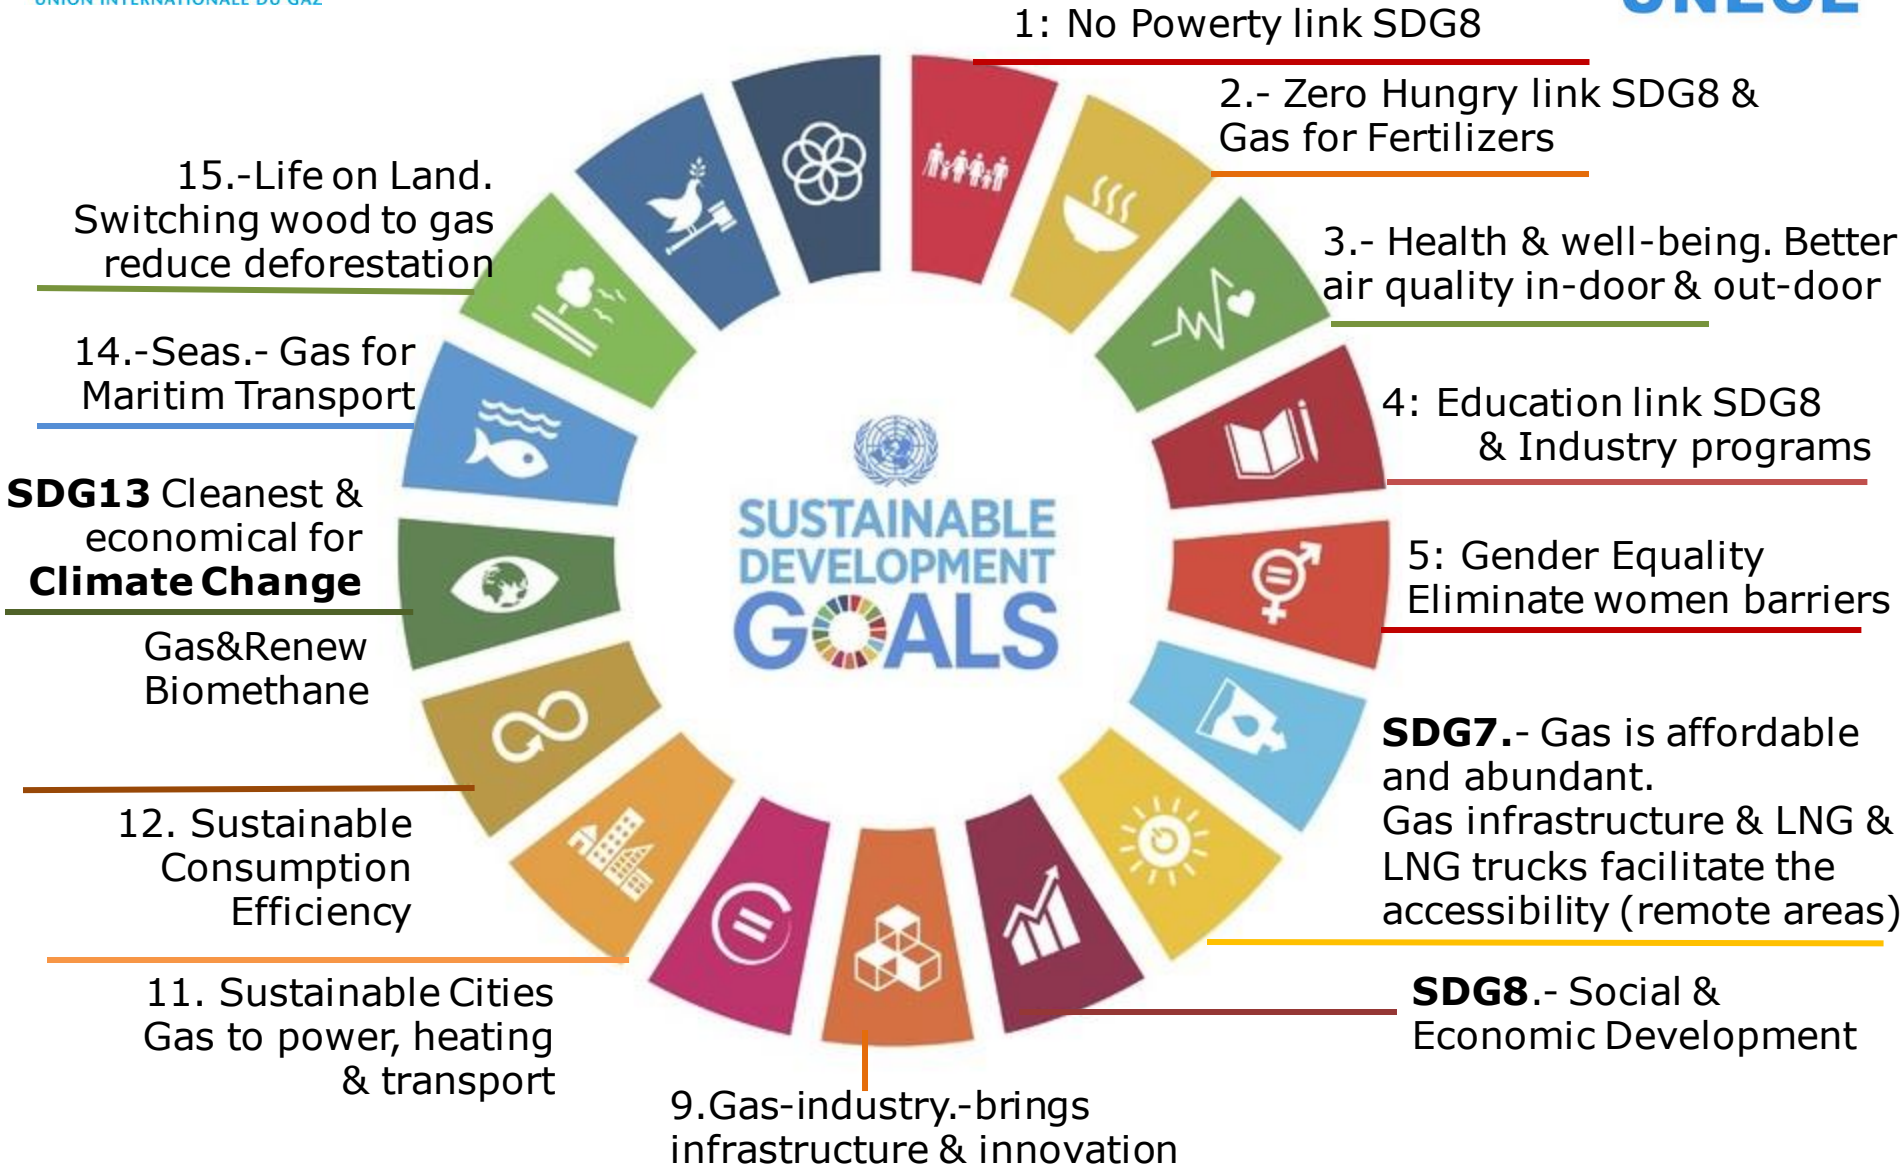 UNION INTERNATIONALE DU GAZ
UNECE
1: No Powerty link SDG8
2.- Zero Hungry link SDG8 &
Gas for Fertilizers
3.- Health & well-being. Better
air quality in-door & out-door
4: Education link SDG8
& Industry programs
5: Gender Equality
Eliminate women barriers
SDG7.- Gas is affordable
and abundant.
Gas infrastructure & LNG &
LNG trucks facilitate the
accessibility (remote areas)
SDG8.- Social &
Economic Development
9.Gas-industry.-brings
infrastructure & innovation
11. Sustainable Cities
Gas to power, heating
& transport
12. Sustainable
Consumption
Efficiency
Gas&Renew
Biomethane
SDG13 Cleanest &
economical for
Climate Change
14.-Seas.- Gas for
Maritim Transport
15.-Life on Land.
Switching wood to gas
reduce deforestation
SUSTAINABLE
DEVELOPMENT
GOALS